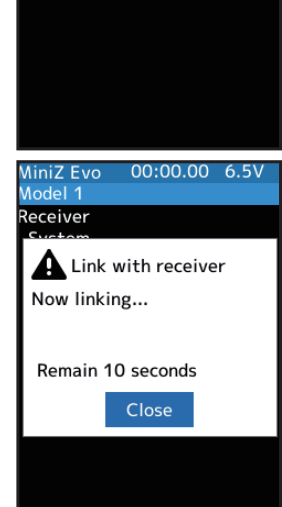 MiniZ Evo 00:00.00 6.5V
Model 1
Receiver
System
Link with receiver
Now linking...
Remain 10 seconds
Close